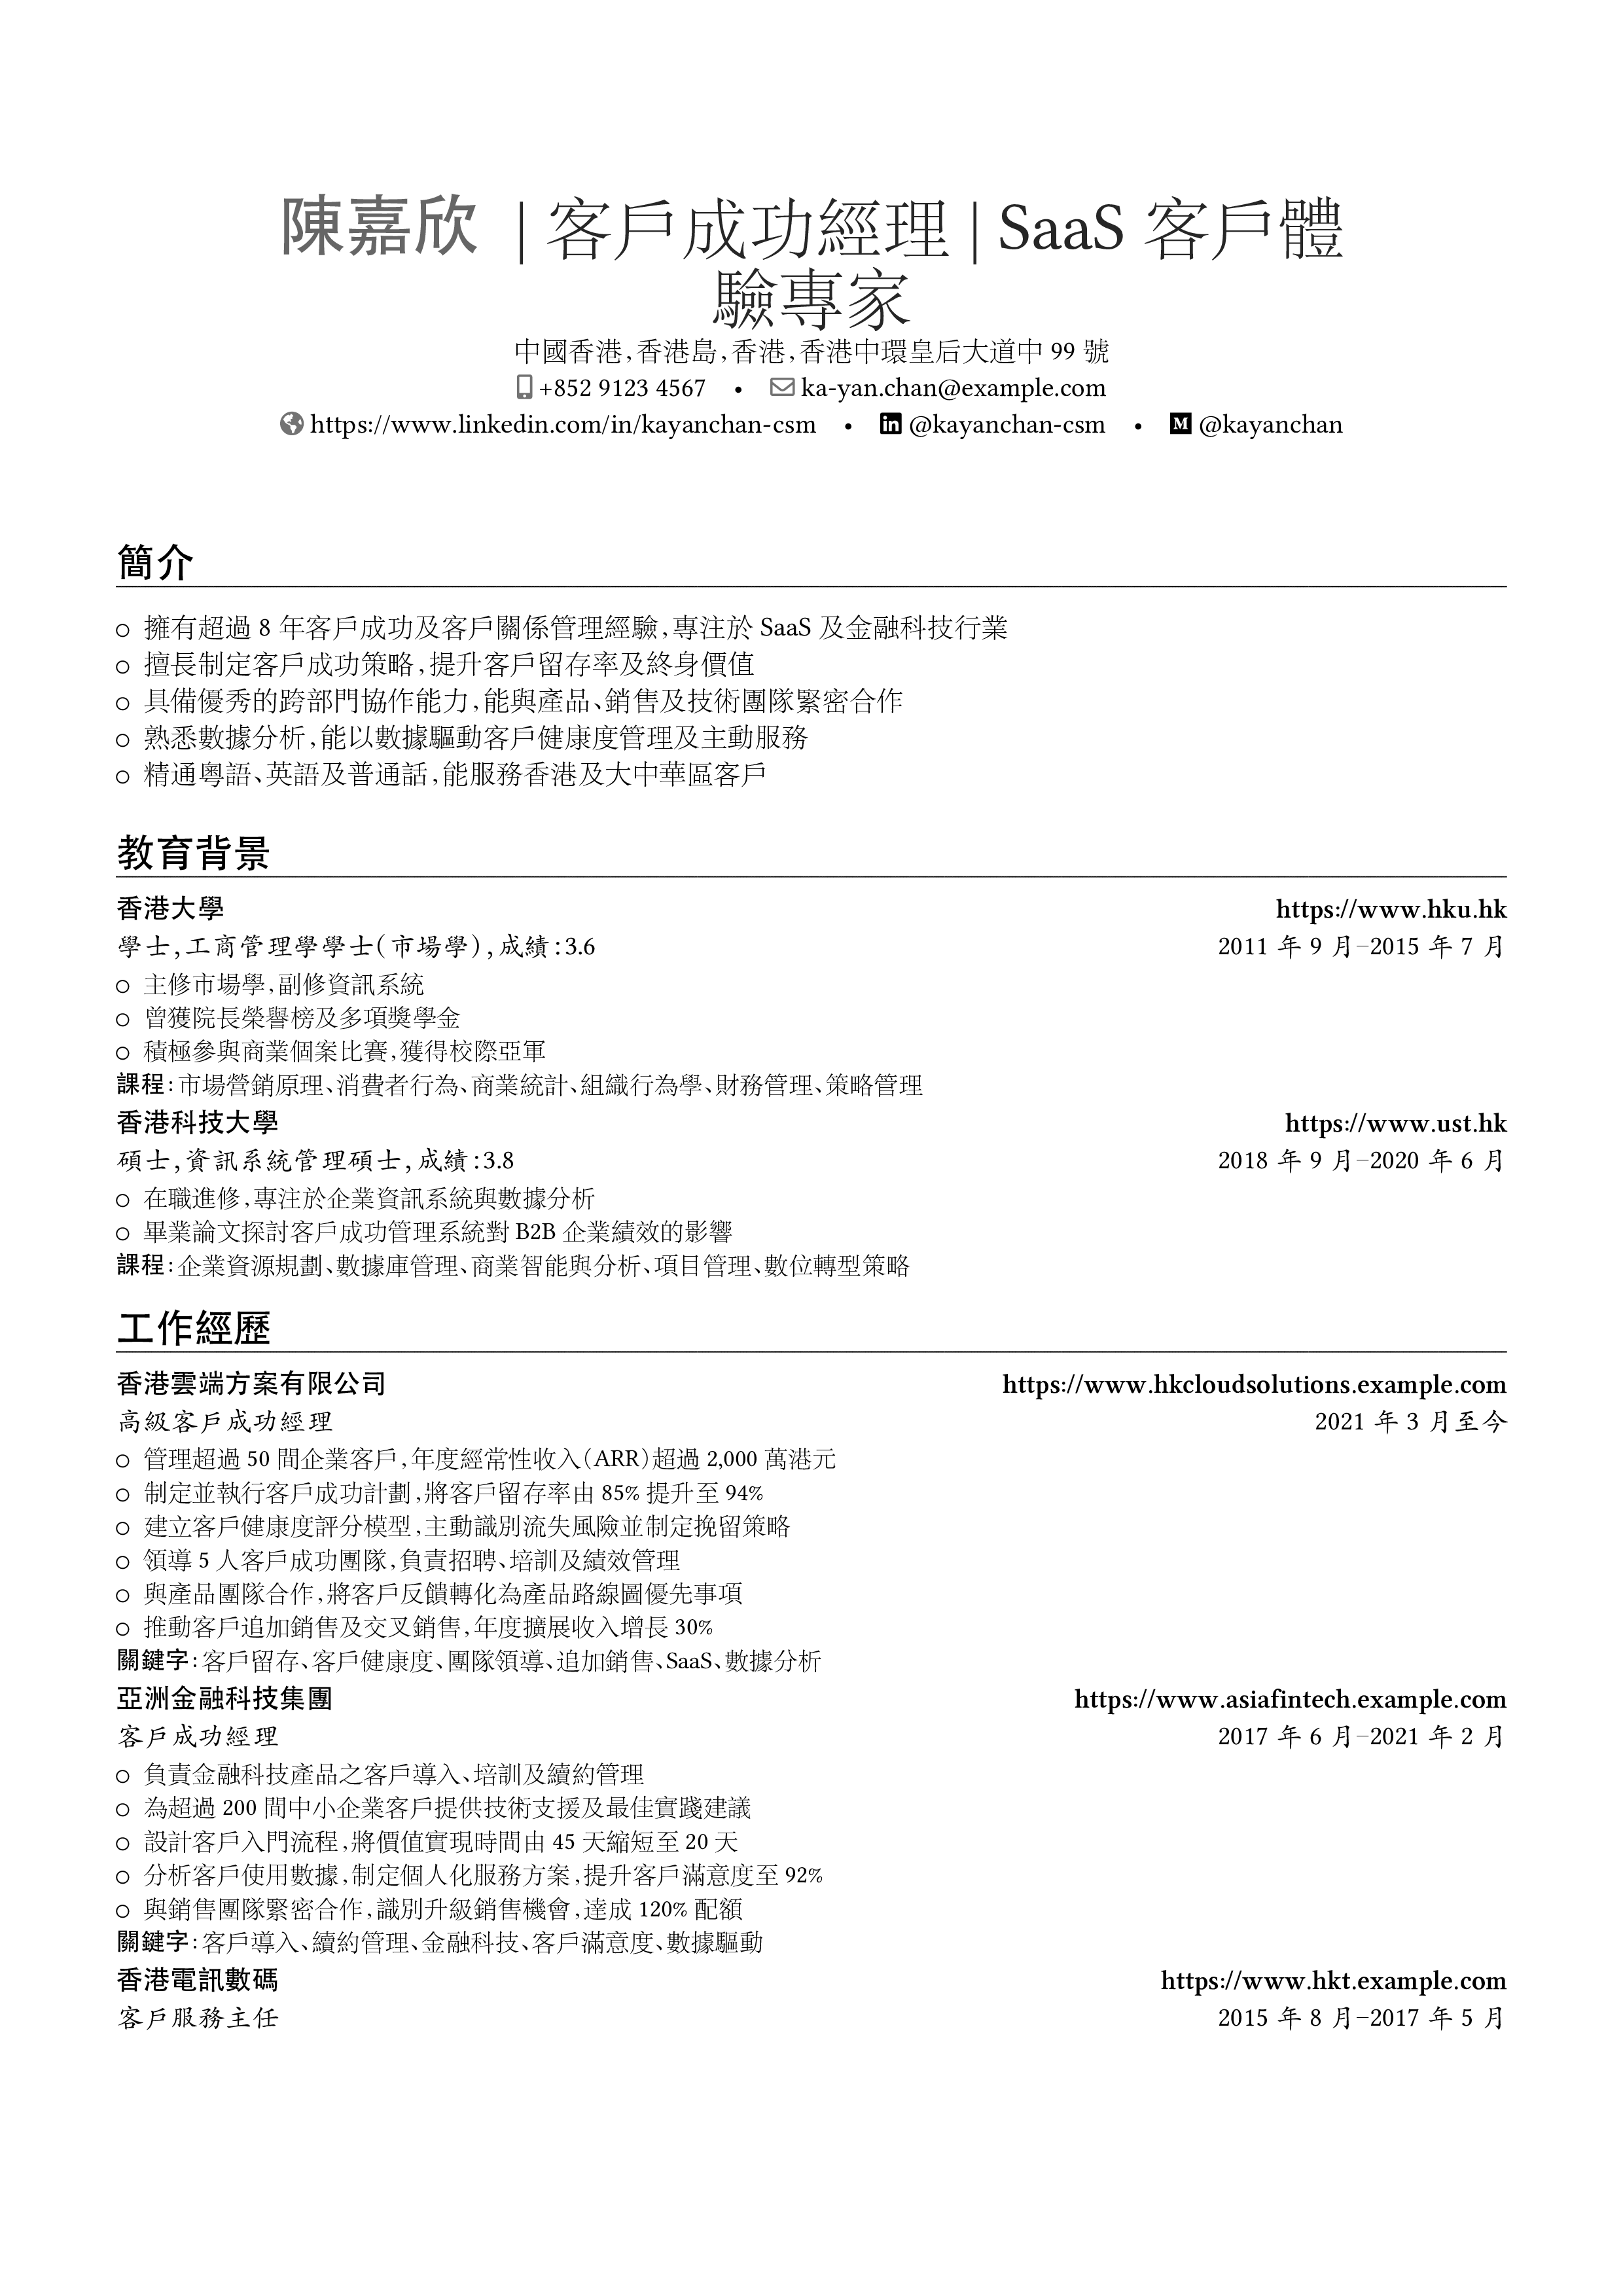 陳嘉欣 | 客戶成功經理 | SaaS 客戶體
驗專家
中國香港,香港島,香港,香港中環皇后大道中 99 號
+852 9123 4567 • ka-yan.chan@example.com
https://www.linkedin.com/in/kayanchan-csm • @kayanchan-csm • @kayanchan
簡介
擁有超過 8 年客戶成功及客戶關係管理經驗,專注於 SaaS 及金融科技行業
擅長制定客戶成功策略,提升客戶留存率及終身價值
具備優秀的跨部門協作能力,能與產品、銷售及技術團隊緊密合作
熟悉數據分析,能以數據驅動客戶健康度管理及主動服務
精通粵語、英語及普通話,能服務香港及大中華區客戶
教育背景
香港大學 https://www.hku.hk
學士,工商管理學學士(市場學),成績:3.6 2011 年 9 月–2015 年 7 月
主修市場學,副修資訊系統
曾獲院長榮譽榜及多項獎學金
積極參與商業個案比賽,獲得校際亞軍
課程:市場營銷原理、消費者行為、商業統計、組織行為學、財務管理、策略管理
香港科技大學 https://www.ust.hk
碩士,資訊系統管理碩士,成績:3.8 2018 年 9 月–2020 年 6 月
在職進修,專注於企業資訊系統與數據分析
畢業論文探討客戶成功管理系統對 B2B 企業績效的影響
課程:企業資源規劃、數據庫管理、商業智能與分析、項目管理、數位轉型策略
工作經歷
香港雲端方案有限公司 https://www.hkcloudsolutions.example.com
高級客戶成功經理 2021 年 3 月至今
管理超過 50 間企業客戶,年度經常性收入(ARR)超過 2,000 萬港元
制定並執行客戶成功計劃,將客戶留存率由 85% 提升至 94%
建立客戶健康度評分模型,主動識別流失風險並制定挽留策略
領導 5 人客戶成功團隊,負責招聘、培訓及績效管理
與產品團隊合作,將客戶反饋轉化為產品路線圖優先事項
推動客戶追加銷售及交叉銷售,年度擴展收入增長 30%
關鍵字:客戶留存、客戶健康度、團隊領導、追加銷售、SaaS、數據分析
亞洲金融科技集團 https://www.asiafintech.example.com
客戶成功經理 2017 年 6 月–2021 年 2 月
負責金融科技產品之客戶導入、培訓及續約管理
為超過 200 間中小企業客戶提供技術支援及最佳實踐建議
設計客戶入門流程,將價值實現時間由 45 天縮短至 20 天
分析客戶使用數據,制定個人化服務方案,提升客戶滿意度至 92%
與銷售團隊緊密合作,識別升級銷售機會,達成 120% 配額
關鍵字:客戶導入、續約管理、金融科技、客戶滿意度、數據驅動
香港電訊數碼 https://www.hkt.example.com
客戶服務主任 2015 年 8 月–2017 年 5 月